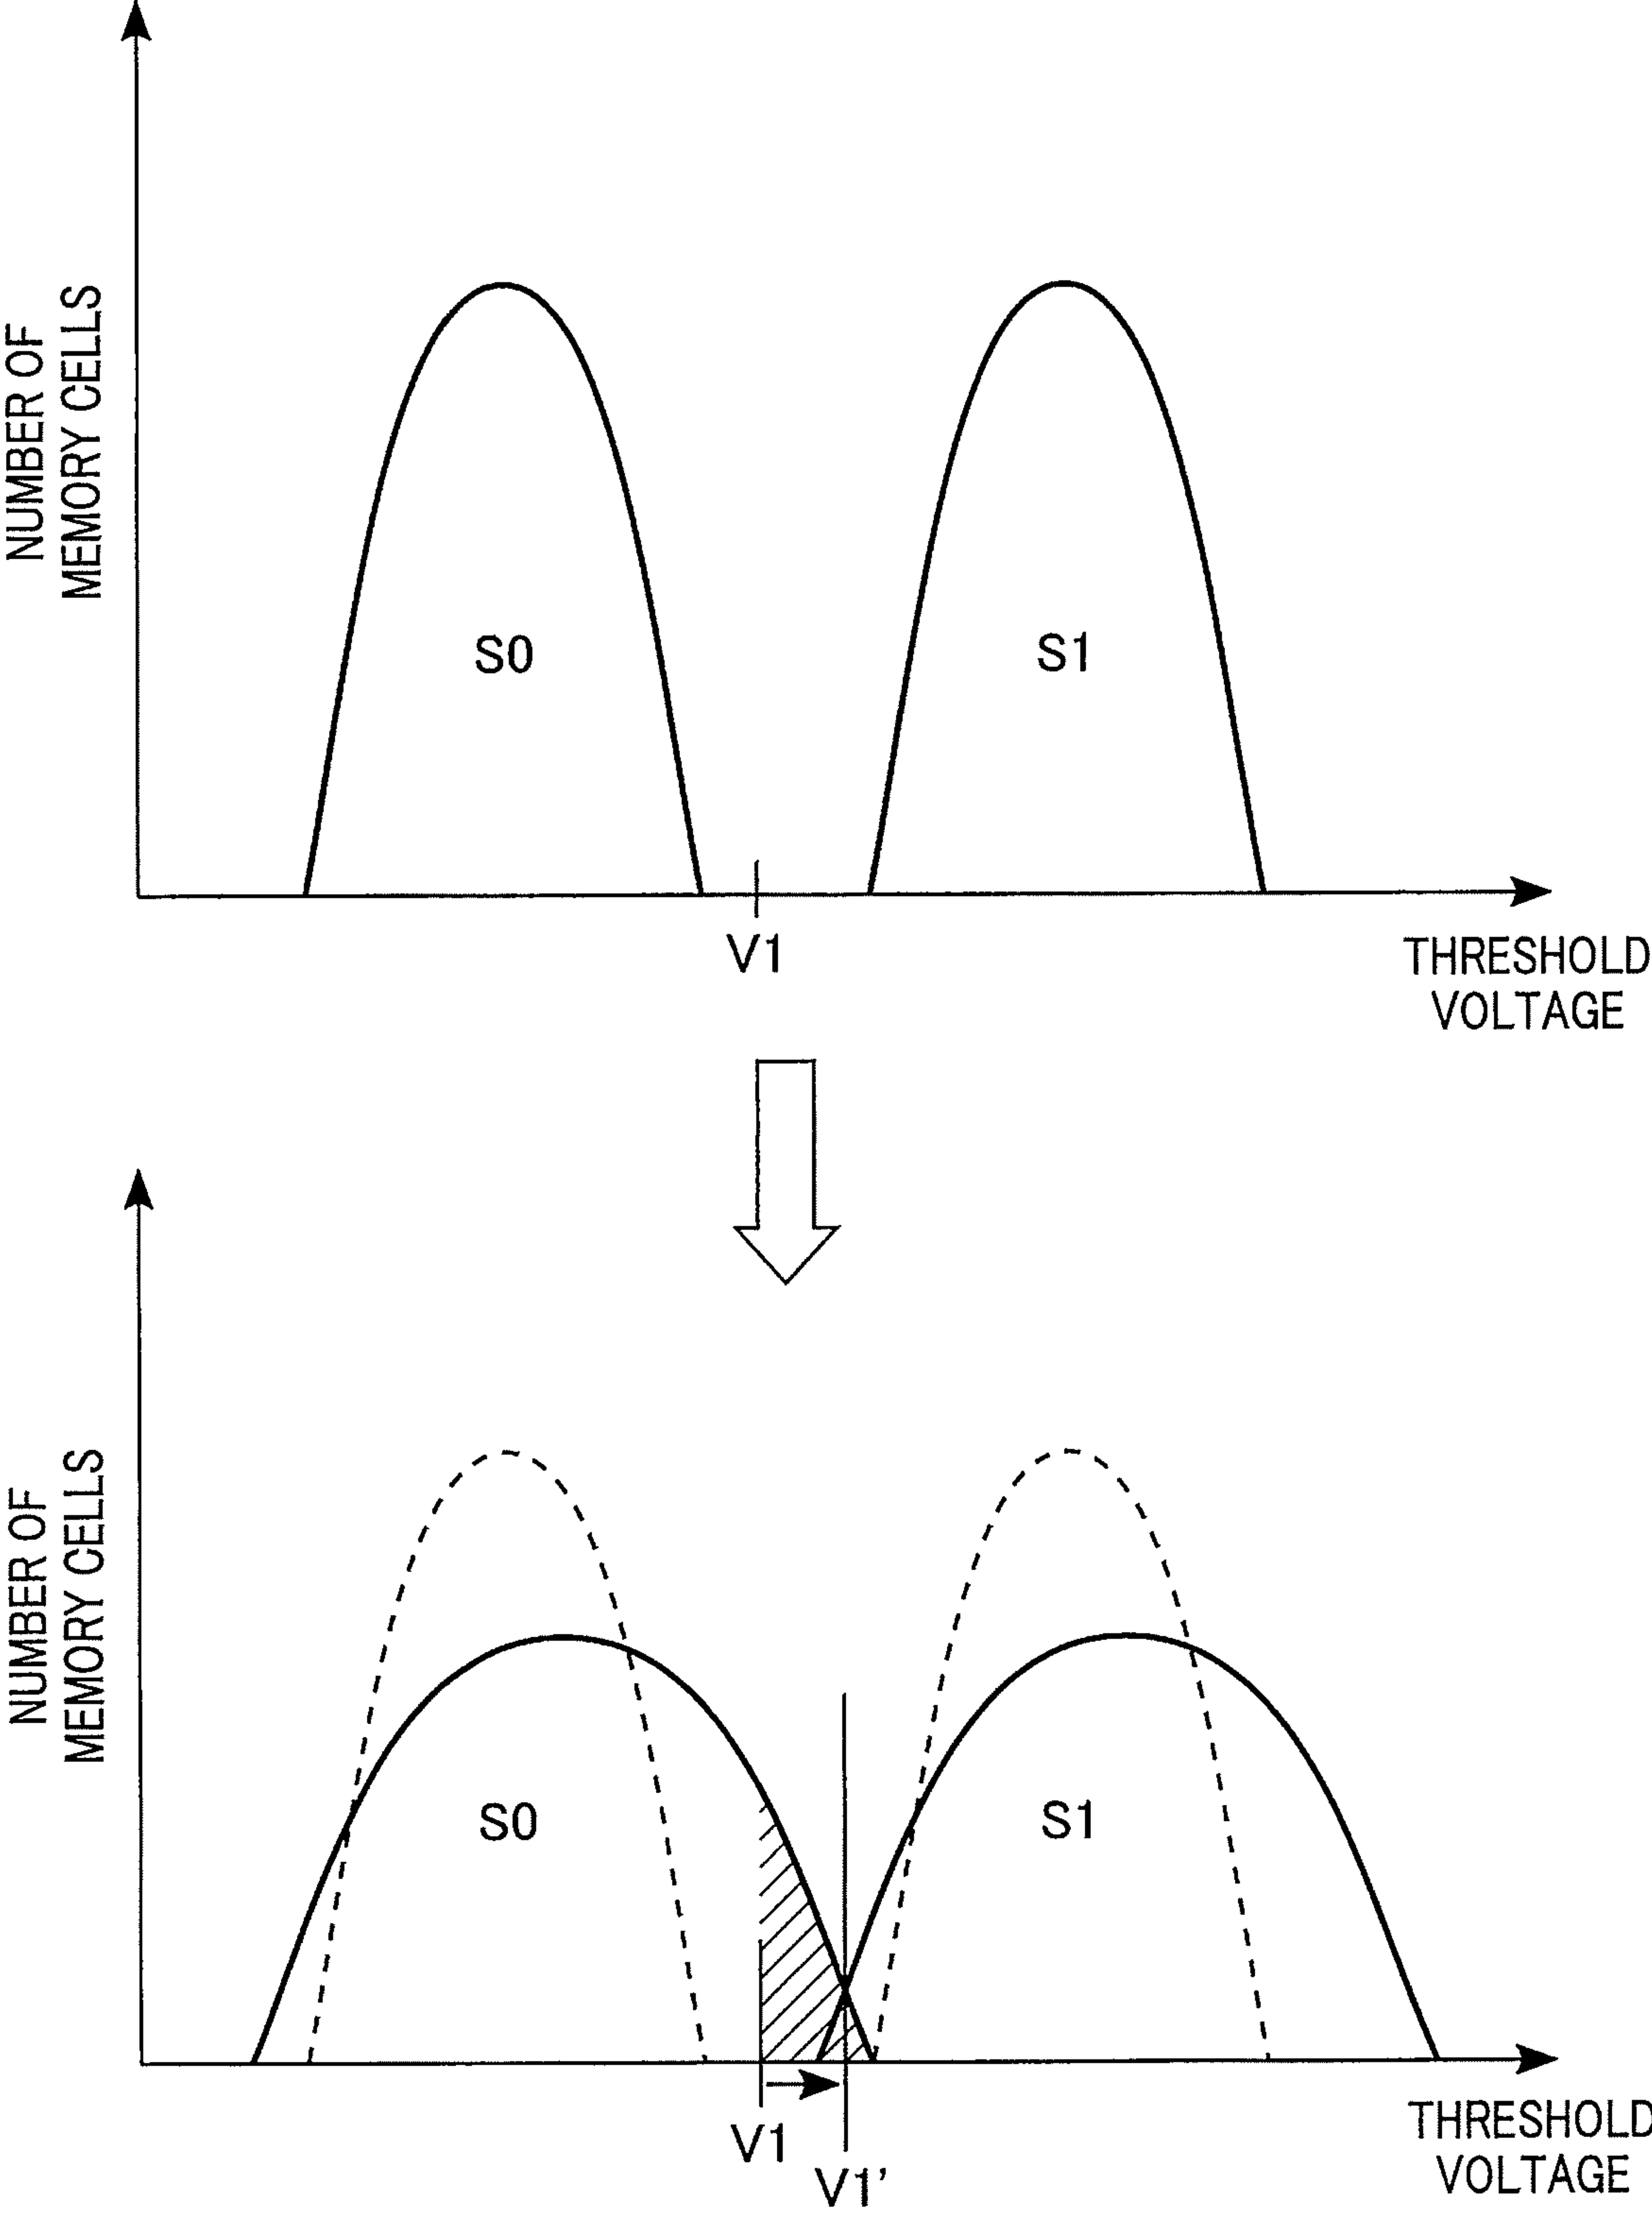 NUMBER OF
MEMORY CELLS
S0
S1
V1
THRESHOLD
VOLTAGE
NUMBER OF
MEMORY CELLS
S0
S1
V1
V1'
THRESHOLD
VOLTAGE